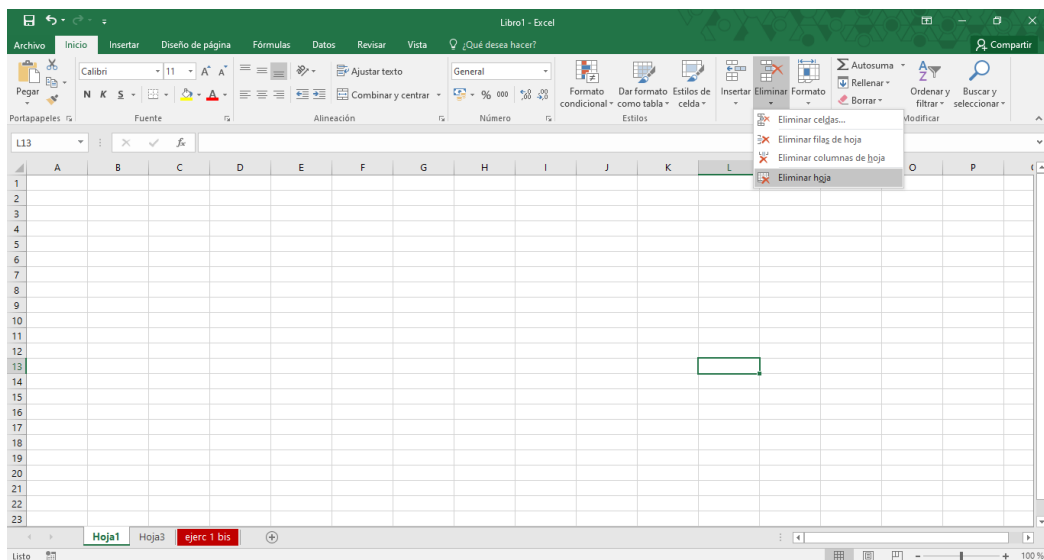 Libro1 - Excel
Archivo Inicio Insertar Diseño de página Fórmulas Datos Revisar Vista ¿Qué desea hacer? Compartir
Pegar
Calibri 11 A A
N K S A
Ajustar texto
Combinar y centrar
General
% 000
Formato condicional
Dar formato como tabla
Estilos de celda
Insertar Eliminar Formato
Autosuma
Rellenar
Borrar
Ordenar y filtrar
Buscar y seleccionar
Portapapeles Fuente Alineación Número Estilos Modificar
Eliminar celdas...
Eliminar filas de hoja
Eliminar columnas de hoja
Eliminar hoja
L13 fx
A B C D E F G H I J K L O P
1
2
3
4
5
6
7
8
9
10
11
12
13
14
15
16
17
18
19
20
21
22
23
Hoja1 Hoja3 ejerc 1 bis
Listo 100 %